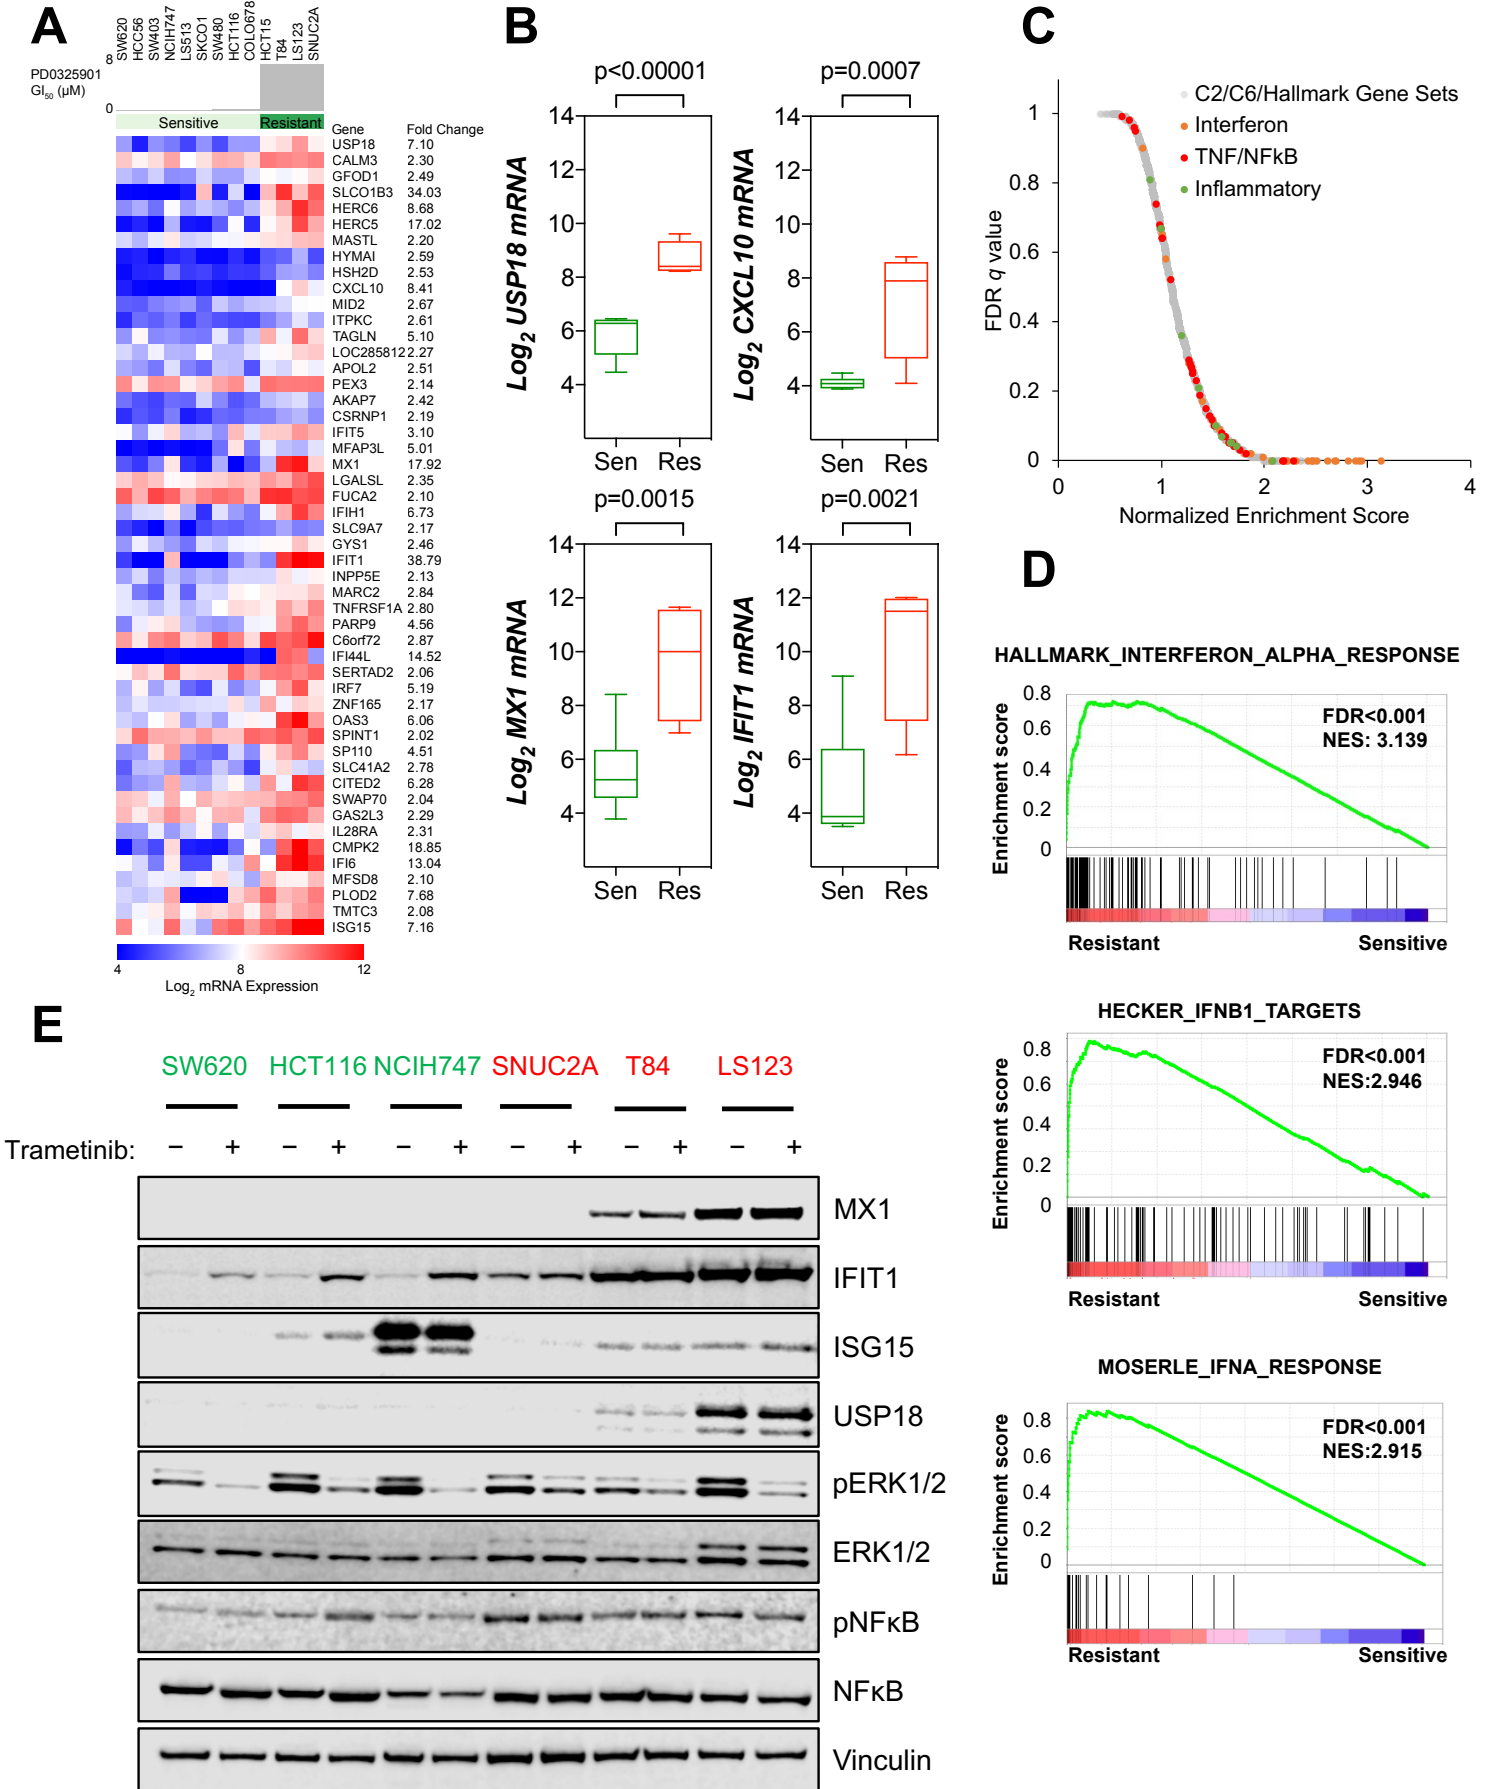 A
SW620
HCC56
SW403
NCIH747
LS513
SKCO1
SW480
HCT116
COLO678
HCT15
T84
LS123
SNUC2A
8
PD0325901
GI50 (µM)
0
Sensitive Resistant
Gene Fold Change
USP18 7.10
CALM3 2.30
GFOD1 2.49
SLCO1B3 34.03
HERC6 8.68
HERC5 17.02
MASTL 2.20
HYMAI 2.59
HSH2D 2.53
CXCL10 8.41
MID2 2.67
ITPKC 2.61
TAGLN 5.10
LOC285812 2.27
APOL2 2.51
PEX3 2.14
AKAP7 2.42
CSRNP1 2.19
IFIT5 3.10
MFAP3L 5.01
MX1 17.92
LGALSL 2.35
FUCA2 2.10
IFIH1 6.73
SLC9A7 2.17
GYS1 2.46
IFIT1 38.79
INPP5E 2.13
MARC2 2.84
TNFRSF1A 2.80
PARP9 4.56
C6orf72 2.87
IFI44L 14.52
SERTAD2 2.06
IRF7 5.19
ZNF165 2.17
OAS3 6.06
SPINT1 2.02
SP110 4.51
SLC41A2 2.78
CITED2 6.28
SWAP70 2.04
GAS2L3 2.29
IL28RA 2.31
CMPK2 18.85
IFI6 13.04
MFSD8 2.10
PLOD2 7.68
TMTC3 2.08
ISG15 7.16
4 8 12
Log2 mRNA Expression
B
p<0.00001
Log2 USP18 mRNA
14
12
10
8
6
4
Sen Res
p=0.0007
Log2 CXCL10 mRNA
14
12
10
8
6
4
Sen Res
p=0.0015
Log2 MX1 mRNA
14
12
10
8
6
4
Sen Res
p=0.0021
Log2 IFIT1 mRNA
14
12
10
8
6
4
Sen Res
C
C2/C6/Hallmark Gene Sets
Interferon
TNF/NFkB
Inflammatory
FDR q value
1
0.8
0.6
0.4
0.2
0
0 1 2 3 4
Normalized Enrichment Score
D
HALLMARK_INTERFERON_ALPHA_RESPONSE
Enrichment score
0.8
0.6
0.4
0.2
0
FDR<0.001
NES: 3.139
Resistant Sensitive
HECKER_IFNB1_TARGETS
Enrichment score
0.8
0.6
0.4
0.2
0
FDR<0.001
NES:2.946
Resistant Sensitive
MOSERLE_IFNA_RESPONSE
Enrichment score
0.8
0.6
0.4
0.2
0
FDR<0.001
NES:2.915
Resistant Sensitive
E
SW620 HCT116 NCIH747 SNUC2A T84 LS123
Trametinib: − + − + − + − + − + − +
MX1
IFIT1
ISG15
USP18
pERK1/2
ERK1/2
pNFκB
NFκB
Vinculin